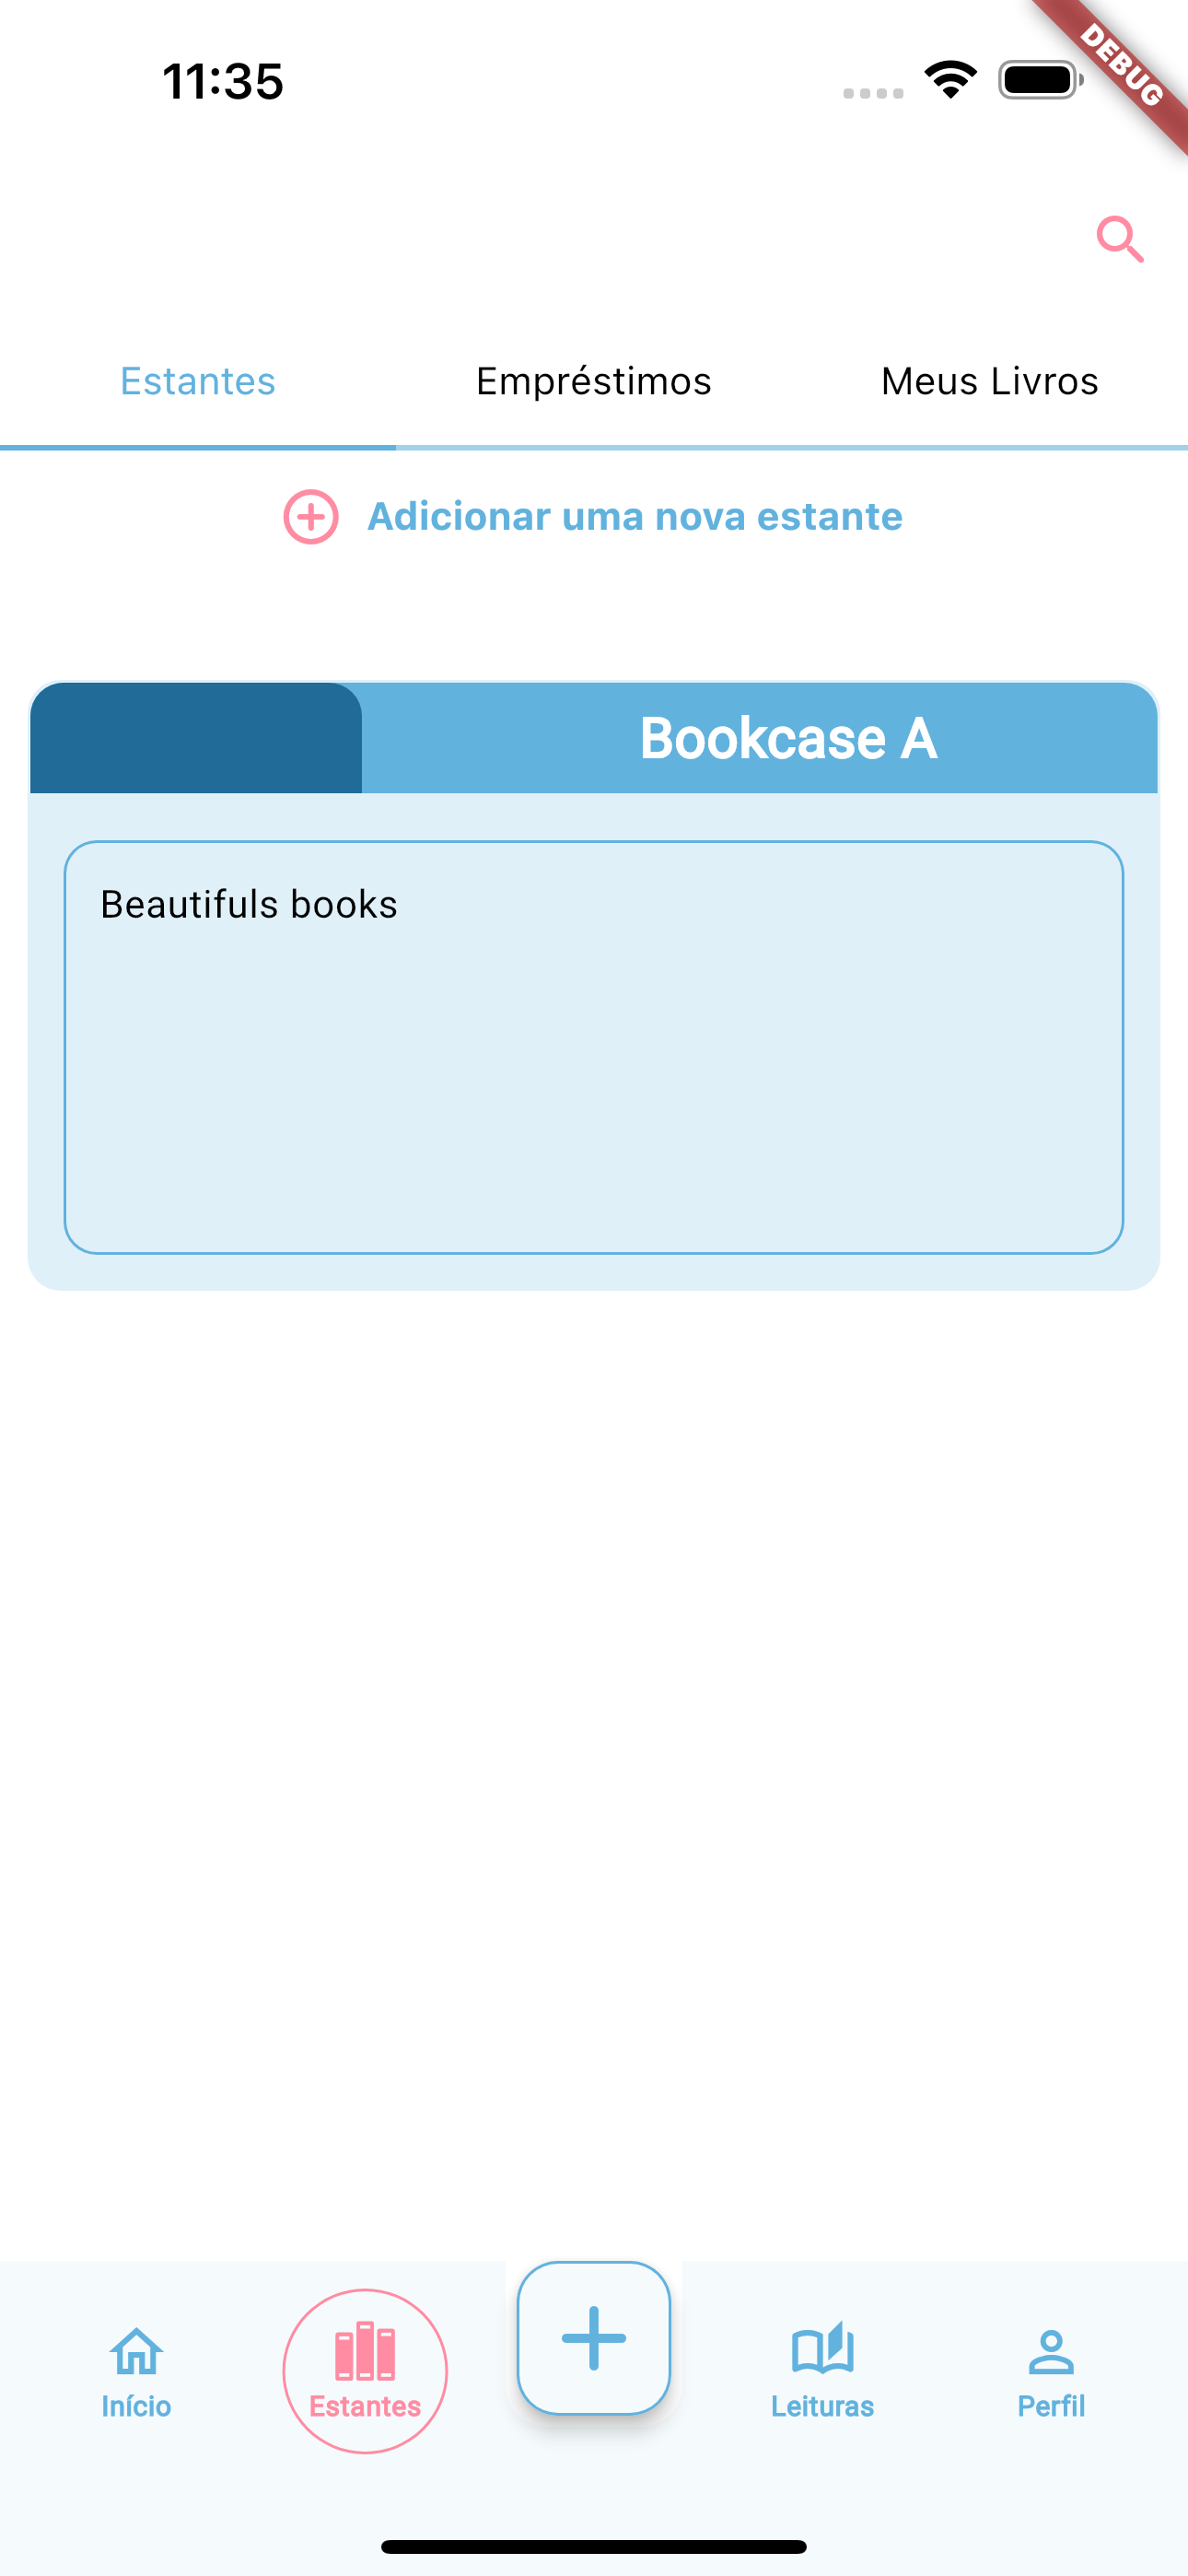 11:35
DEBUG
Estantes Empréstimos Meus Livros
Adicionar uma nova estante
Bookcase A
Beautifuls books
Início Estantes Leituras Perfil